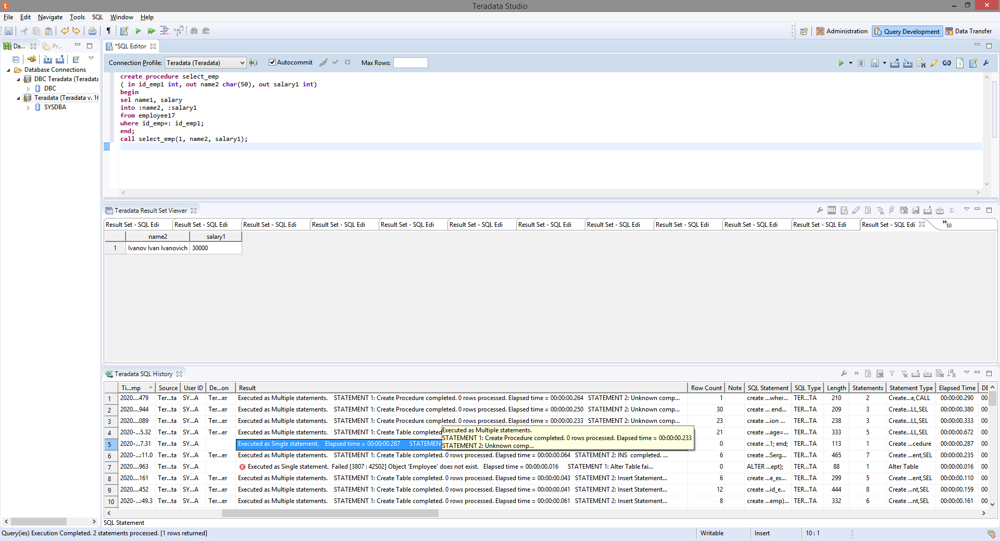 Teradata Studio
File Edit Navigate Tools SQL Window Help
Administration Query Development Data Transfer
Da... Pr...
*SQL Editor
Connection Profile: Teradata (Teradata) Autocommit Max Rows:
Database Connections
DBC Teradata (Teradata
DBC
Teradata (Teradata v. 16
SYSDBA
create procedure select_emp
( in id_emp1 int, out name2 char(50), out salary1 int)
begin
sel name1, salary
into :name2, :salary1
from employee17
where id_emp=: id_emp1;
end;
call select_emp(1, name2, salary1);
Teradata Result Set Viewer
Result Set - SQL Edi Result Set - SQL Edi Result Set - SQL Edi Result Set - SQL Edi Result Set - SQL Edi Result Set - SQL Edi Result Set - SQL Edi Result Set - SQL Edi Result Set - SQL Edi Result Set - SQL Edi Result Set - SQL Edi Result Set - SQL Edi »50
name2 salary1
1 Ivanov Ivan Ivanovich 30000
Teradata SQL History
Ti...mp Source User ID De...on Result Row Count Note SQL Statement SQL Type Length Statements Statement Type Elapsed Time DE
1 2020....479 Ter...ta SY...A Ter...er Executed as Multiple statements. STATEMENT 1: Create Procedure completed. 0 rows processed. Elapsed time = 00:00:00.264 STATEMENT 2: Unknown comp... 1 create ...wher... TER...TA 210 2 Create...e,CALL 00:00:00.290 00:
2 2020....944 Ter...ta SY...A Ter...er Executed as Multiple statements. STATEMENT 1: Create Procedure completed. 0 rows processed. Elapsed time = 00:00:00.250 STATEMENT 2: Unknown comp... 30 create ... end... TER...TA 209 3 Create...LL,SEL 00:00:00.380 00:
3 2020....089 Ter...ta SY...A Ter...er Executed as Multiple statements. STATEMENT 1: Create Procedure completed. 0 rows processed. Elapsed time = 00:00:00.233 STATEMENT 2: Unknown comp... 23 create ...ion ... TER...TA 238 3 Create...LL,SEL 00:00:00.333 00:
4 2020-...5.32 Ter...ta SY...A Ter...er Executed as Multiple statements. STATEMENT 1: Create Table completed 21 create ...age=... TER...TA 333 5 Create...LL,SEL 00:00:00.672 00:
Executed as Multiple statements.
STATEMENT 1: Create Procedure completed. 0 rows processed. Elapsed time = 00:00:00.233
STATEMENT 2: Unknown comp...
5 2020-...7.31 Ter...ta SY...A Executed as Single statement. Elapsed time = 00:00:00.287 STATEMEN 0 create ...1; end; TER...TA 113 1 Create ...cedure 00:00:00.287 00:
6 2020-...:11.0 Ter...ta SY...A Ter...er Executed as Multiple statements. STATEMENT 1: Create Table completed. 0 rows processed. Elapsed time = 00:00:00.064 STATEMENT 2: INS completed. ... 6 create ...Serg... TER...TA 465 7 Create ...ent,SEL 00:00:00.235 00:
7 2020....963 Ter...ta SY...A Executed as Single statement. Failed [3807 : 42S02] Object 'Employee' does not exist. Elapsed time = 00:00:00.016 STATEMENT 1: Alter Table fai... 0 ALTER ...ept); TER...TA 88 1 Alter Table 00:00:00.016 00:
8 2020....161 Ter...ta SY...A Ter...er Executed as Multiple statements. STATEMENT 1: Create Table completed. 0 rows processed. Elapsed time = 00:00:00.043 STATEMENT 2: Insert Statement... 6 create ...e_ex... TER...TA 299 5 Create ...ent,SEL 00:00:00.110 00:
9 2020....452 Ter...ta SY...A Ter...er Executed as Multiple statements. STATEMENT 1: Create Table completed. 0 rows processed. Elapsed time = 00:00:00.041 STATEMENT 2: Insert Statement... 12 create ...id_e... TER...TA 444 8 Create ...nt,SEL 00:00:00.159 00:
10 2020-...:49.3 Ter...ta SY...A Ter...er Executed as Multiple statements. STATEMENT 1: Create Table completed. 0 rows processed. Elapsed time = 00:00:00.061 STATEMENT 2: Insert Statement... 8 create ...emp)... TER...TA 332 6 Create ...nt,SEL 00:00:00.161 00:
SQL Statement
Query(ies) Execution Completed. 2 statements processed. [1 rows returned] Writable Insert 10 : 1